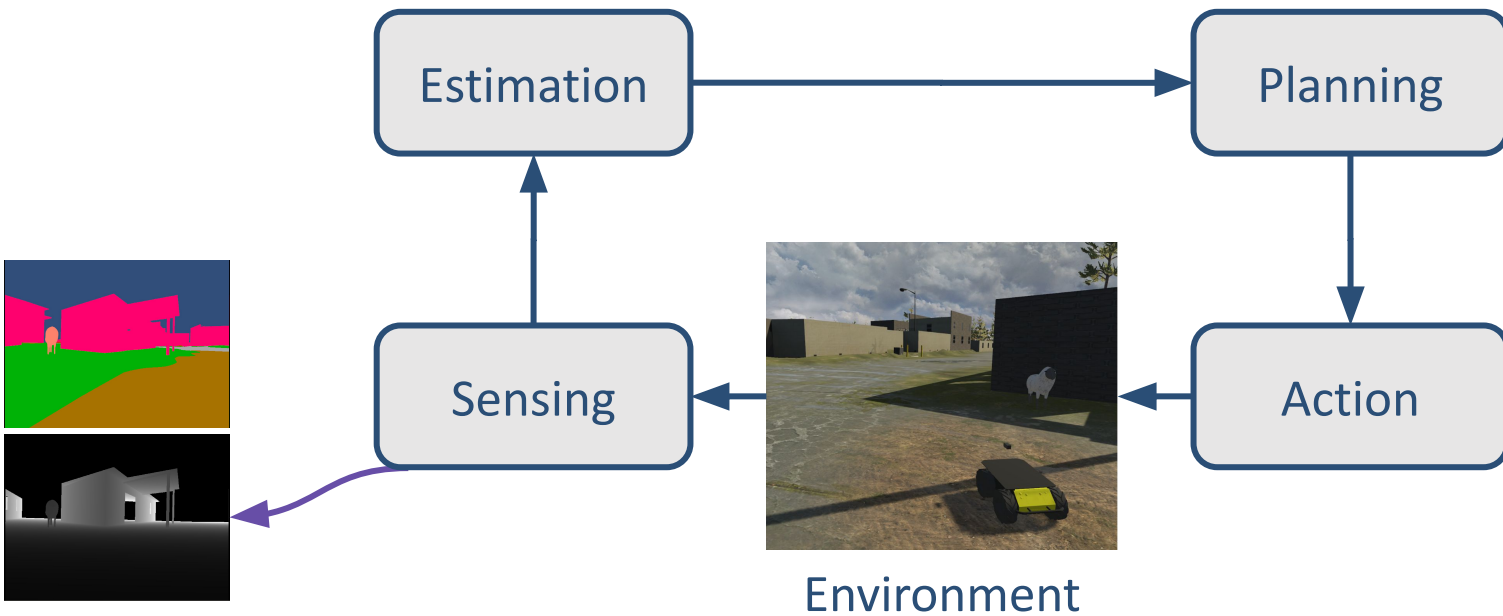 Estimation
Planning
Sensing
Action
Environment